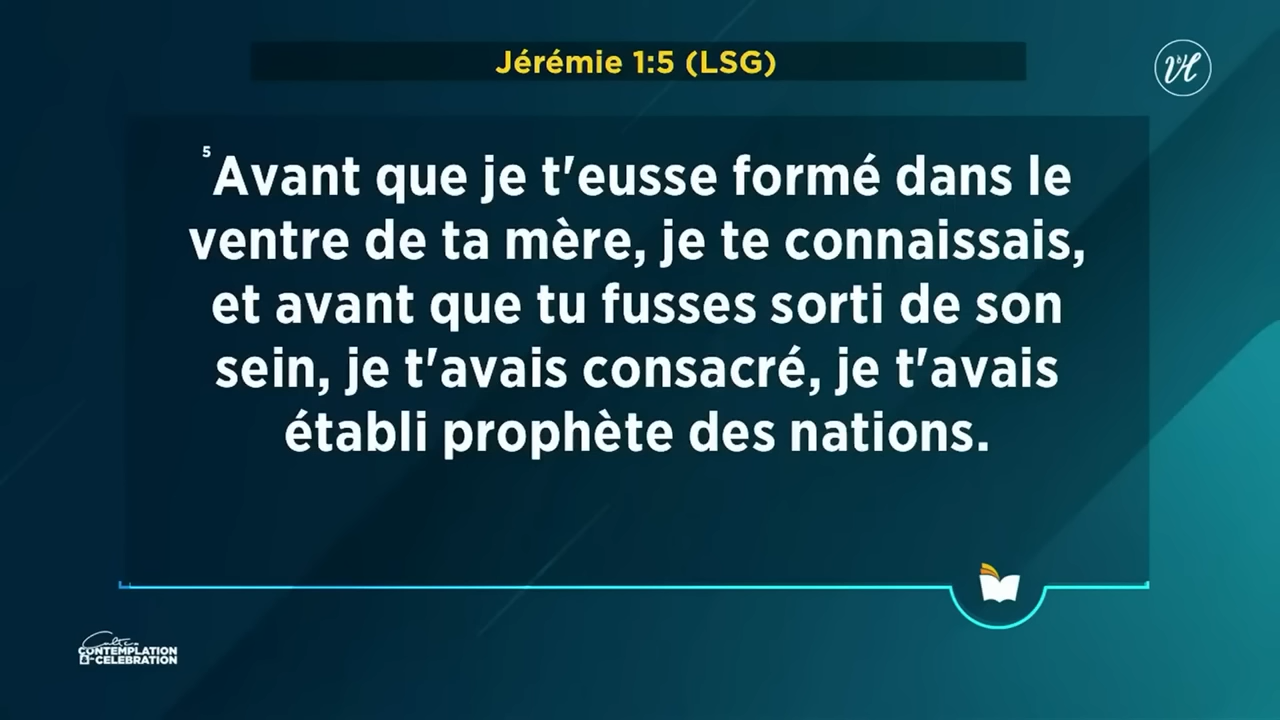 Jérémie 1:5 (LSG)
5 Avant que je t'eusse formé dans le
ventre de ta mère, je te connaissais,
et avant que tu fusses sorti de son
sein, je t'avais consacré, je t'avais
établi prophète des nations.
Culte
CONTEMPLATION
CELEBRATION